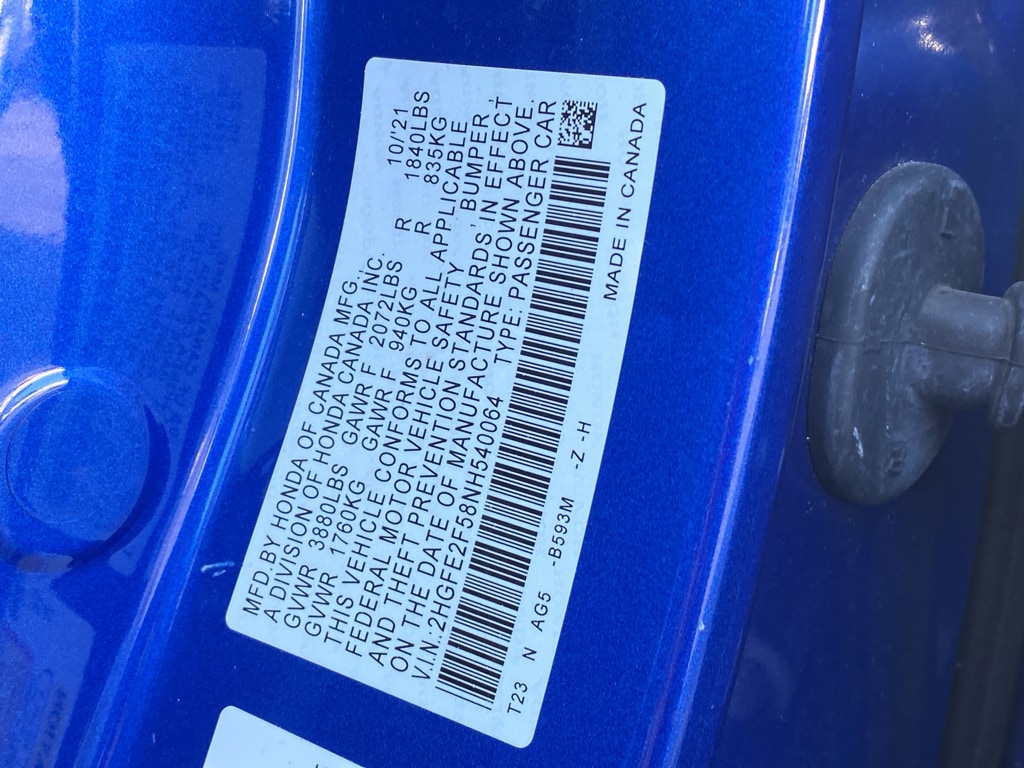 MFD.BY HONDA OF CANADA MFG., 10/'21
A DIVISION OF HONDA CANADA INC.
GVWR 3880LBS GAWR F 2072LBS R 1840LBS
GVWR 1760KG GAWR F 940KG R 835KG
THIS VEHICLE CONFORMS TO ALL APPLICABLE
FEDERAL MOTOR VEHICLE SAFETY, BUMPER,
AND THEFT PREVENTION STANDARDS, IN EFFECT
ON THE DATE OF MANUFACTURE SHOWN ABOVE.
V.I.N.:2HGFE2F58NH540064 TYPE: PASSENGER CAR
T23 N AG5 -B593M -Z -H MADE IN CANADA